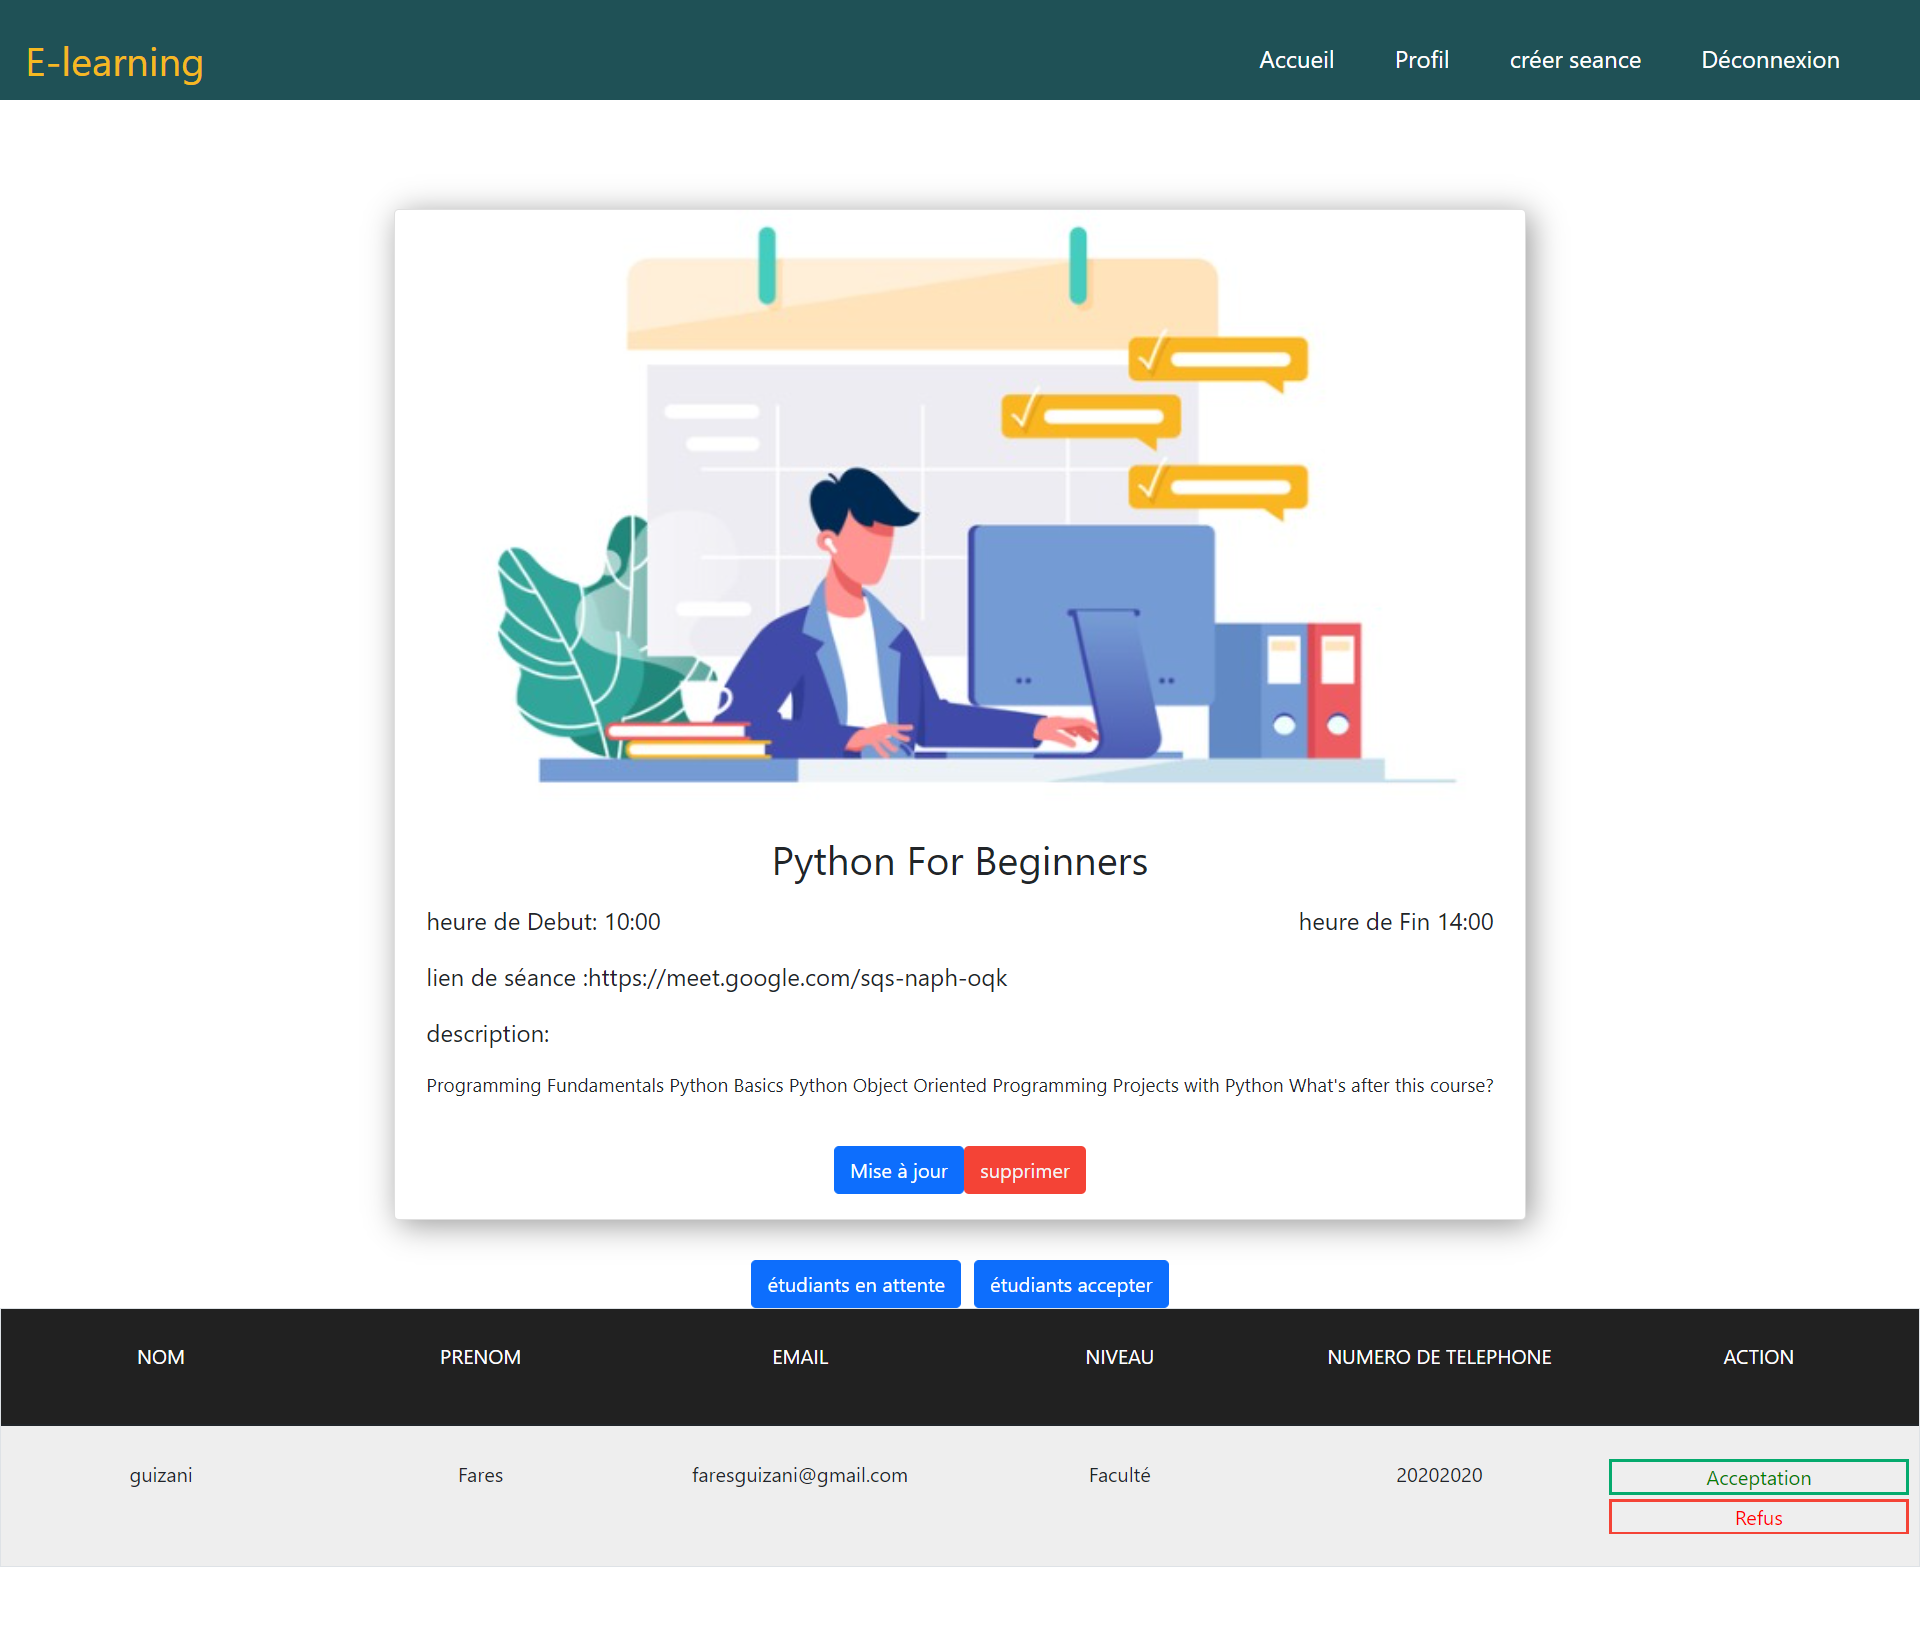 E-learning
Accueil Profil créer seance Déconnexion
Python For Beginners
heure de Debut: 10:00 heure de Fin 14:00
lien de séance :https://meet.google.com/sqs-naph-oqk
description:
Programming Fundamentals Python Basics Python Object Oriented Programming Projects with Python What's after this course?
Mise à jour supprimer
étudiants en attente étudiants accepter
NOM PRENOM EMAIL NIVEAU NUMERO DE TELEPHONE ACTION
guizani Fares faresguizani@gmail.com Faculté 20202020 Acceptation
Refus